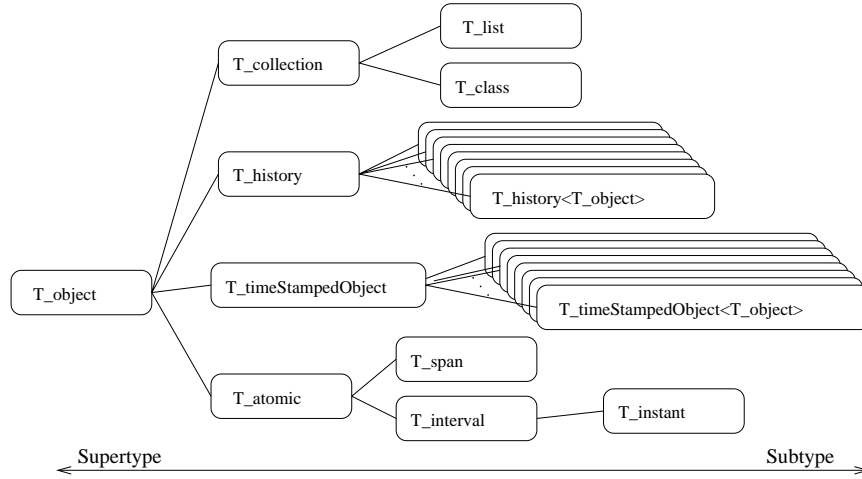 T_list
T_collection
T_class
T_history
T_history<T_object>
T_object
T_timeStampedObject
T_timeStampedObject<T_object>
T_span
T_atomic
T_interval
T_instant
Supertype
Subtype